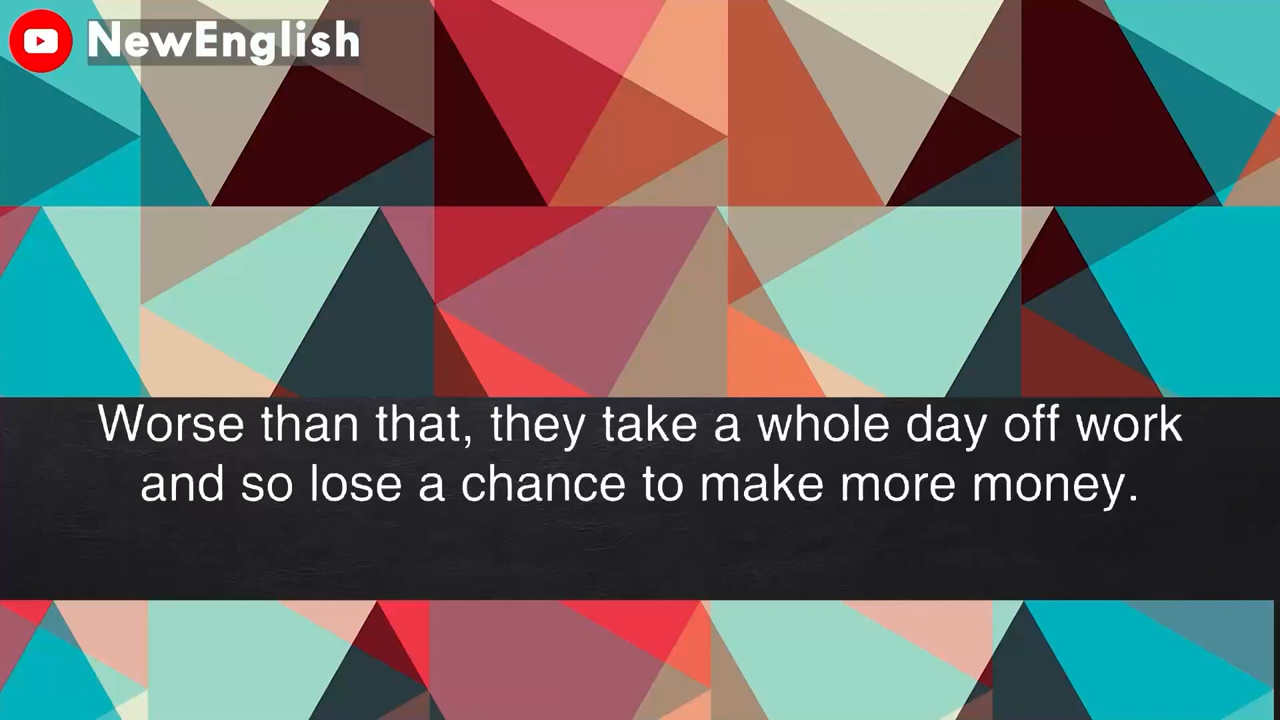 NewEnglish
Worse than that, they take a whole day off work
and so lose a chance to make more money.